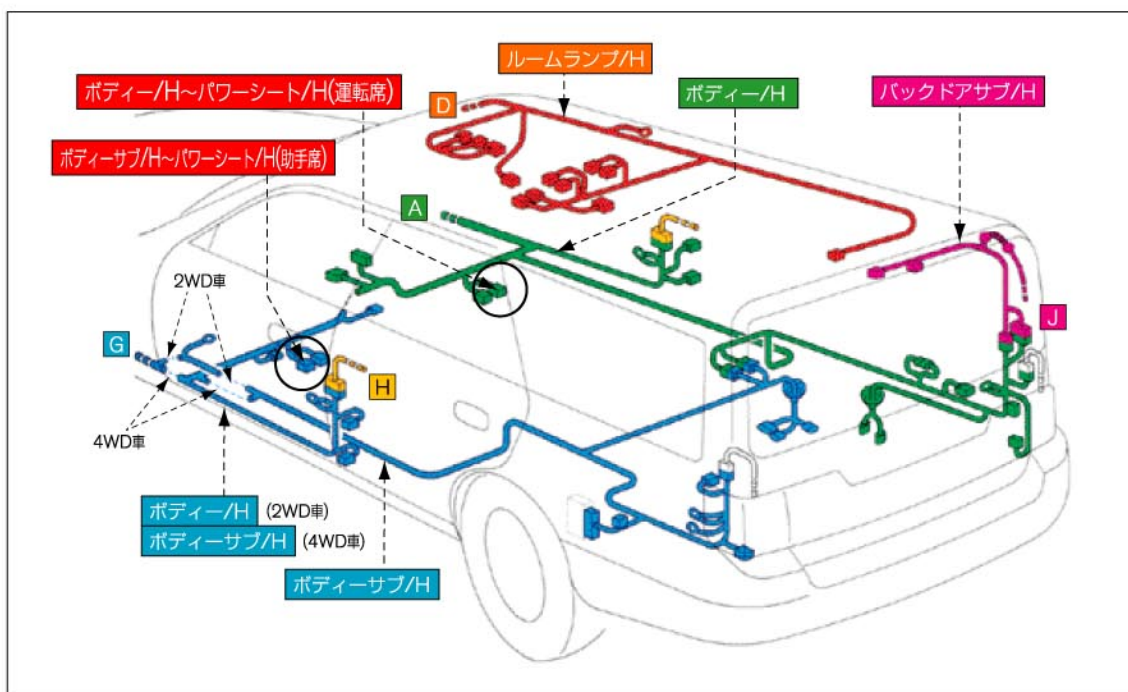 ルームランプ/H
ボディー/H～パワーシート/H(運転席)
ボディー/H
バックドアサブ/H
D
ボディーサブ/H～パワーシート/H(助手席)
A
2WD車
J
G
H
4WD車
ボディー/H (2WD車)
ボディーサブ/H (4WD車)
ボディーサブ/H